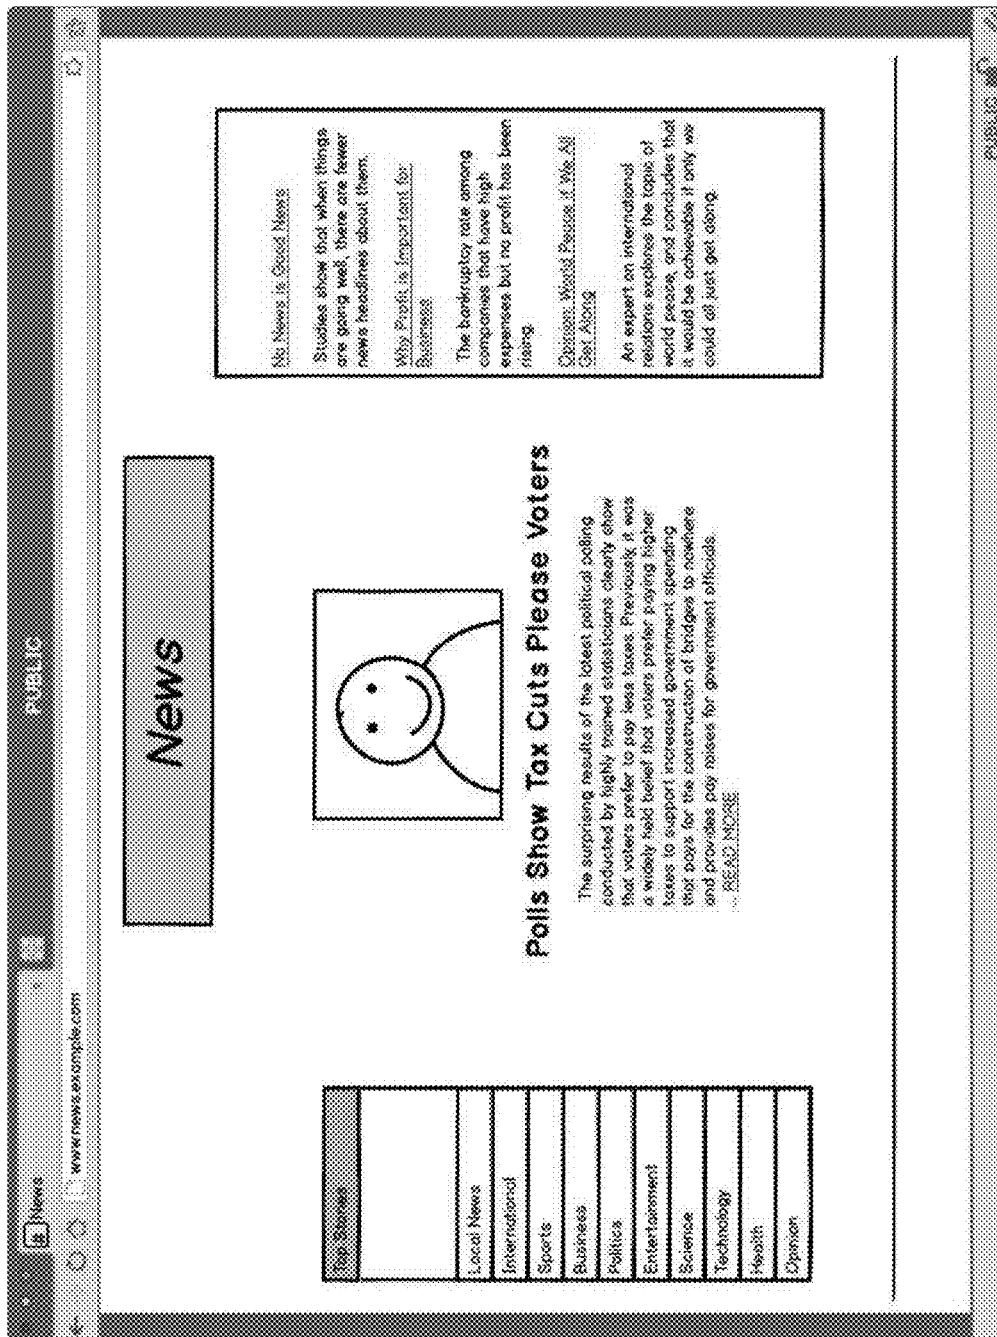 PUBLIC
News
www.news.example.com
News
Top Stories
Local News
International
Sports
Business
Politics
Entertainment
Science
Technology
Health
Opinion
Polls Show Tax Cuts Please Voters
The surprising results of the latest political polling
conducted by highly trained statisticians clearly show
that voters prefer to pay less taxes. Previously, it was
a widely held belief that voters prefer paying higher
taxes to support increased government spending
that pays for the construction of bridges to nowhere
and provides pay raises for government officials.
... READ MORE
No News is Good News
Studies show that when things
are going well, there are fewer
news headlines about them.
Why Profit is Important for
Business
The bankruptcy rate among
companies that have high
expenses but no profit has been
rising.
Opinion: World Peace if We All
Get Along
An expert on international
relations explores the topic of
world peace, and concludes that
it would be achievable if only we
could all just get along.
PUBLIC